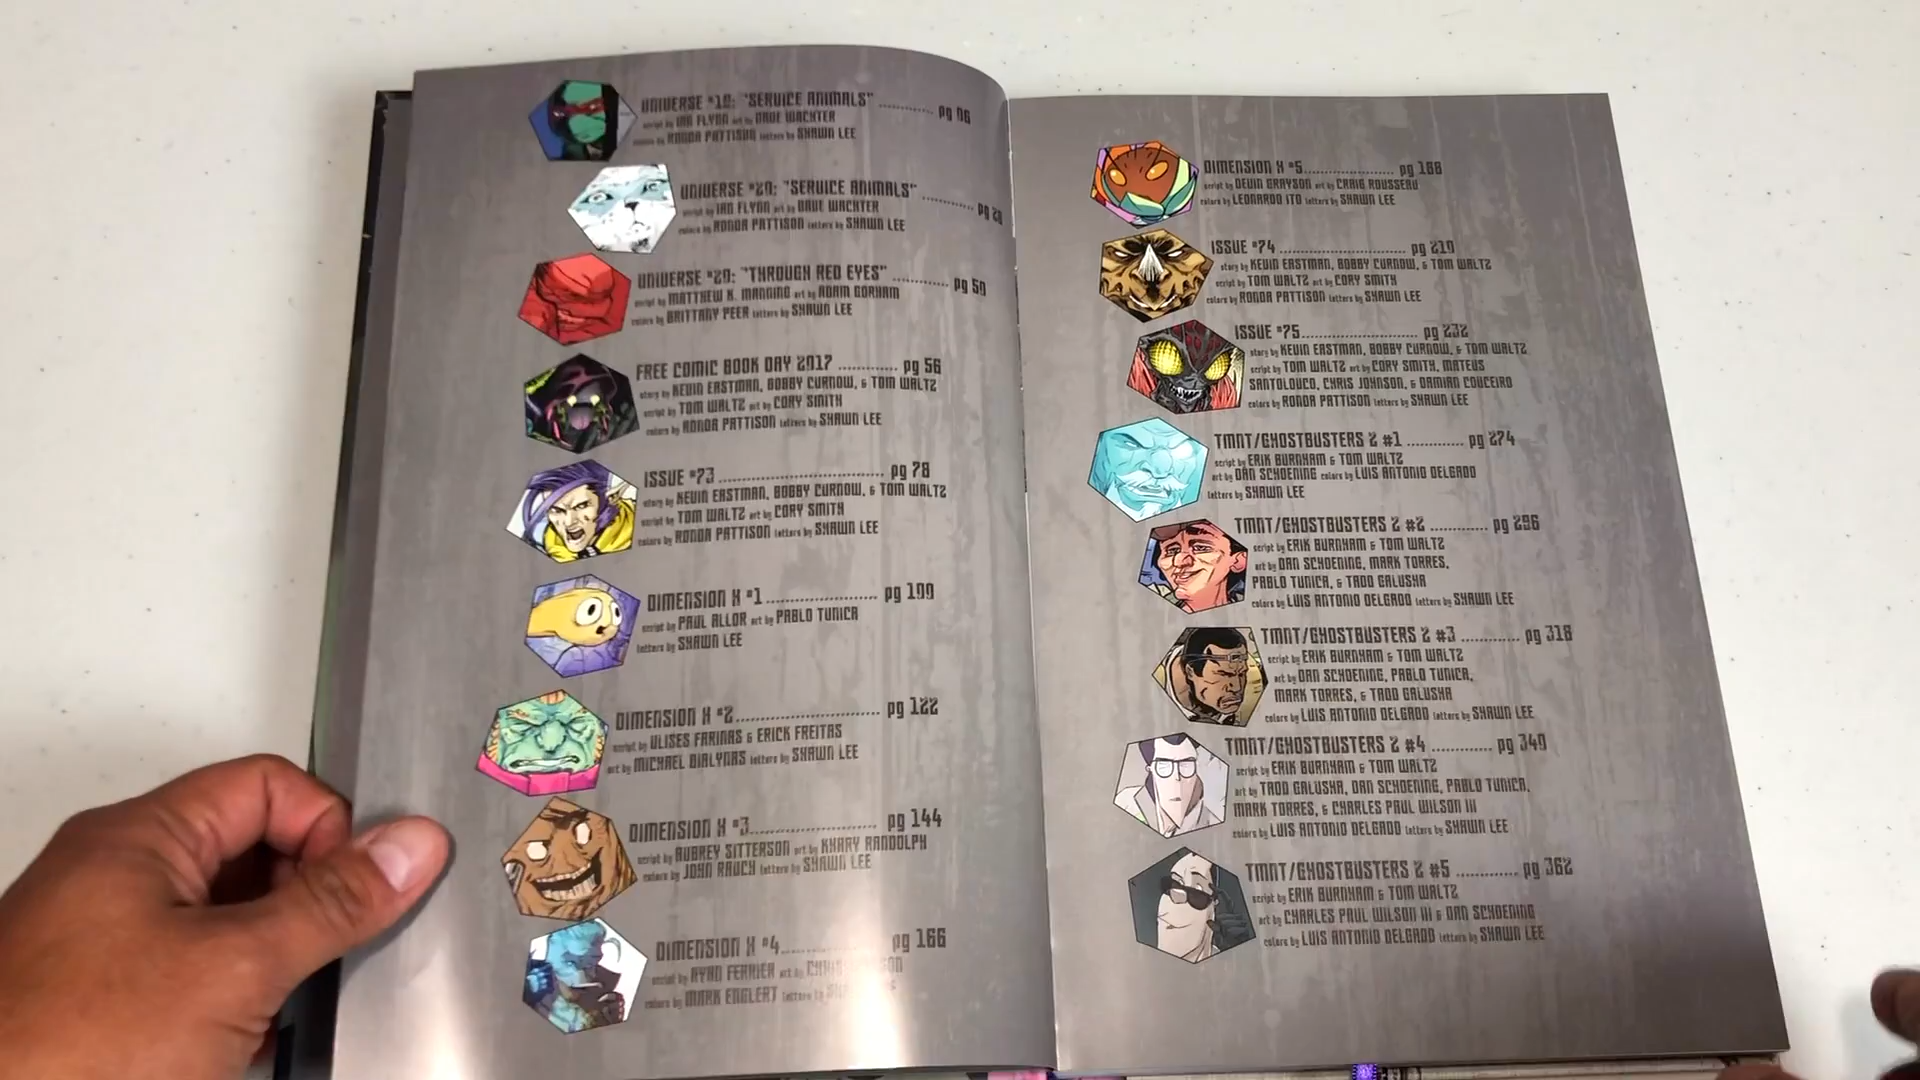 UNIVERSE #19: "SERVICE ANIMALS" .......... pg 06
script by IAN FLYNN art by DAVE WACHTER
colors by RONDA PATTISON letters by SHAWN LEE
UNIVERSE #20: "SERVICE ANIMALS" .......... pg 28
script by IAN FLYNN art by DAVE WACHTER
colors by RONDA PATTISON letters by SHAWN LEE
UNIVERSE #20: "THROUGH RED EYES" .......... pg 50
script by MATTHEW K. MANNING art by ADAM GORHAM
colors by BRITTANY PEER letters by SHAWN LEE
FREE COMIC BOOK DAY 2017 ............ pg 56
story by KEVIN EASTMAN, BOBBY CURNOW, & TOM WALTZ
script by TOM WALTZ art by CORY SMITH
colors by RONDA PATTISON letters by SHAWN LEE
ISSUE #73 .............................. pg 78
story by KEVIN EASTMAN, BOBBY CURNOW, & TOM WALTZ
script by TOM WALTZ art by CORY SMITH
colors by RONDA PATTISON letters by SHAWN LEE
DIMENSION X #1 .................... pg 100
script by PAUL ALLOR art by PABLO TUNICA
letters by SHAWN LEE
DIMENSION X #2 .......................... pg 122
script by ULISES FARINAS & ERICK FREITAS
art by MICHAEL DIALYNAS letters by SHAWN LEE
DIMENSION X #3 ....................... pg 144
script by AUBREY SITTERSON art by KHARY RANDOLPH
colors by JOHN RAUCH letters by SHAWN LEE
DIMENSION X #4 .................... pg 166
script by RYAN FERRIER art by
colors by MARK ENGLERT letters by
DIMENSION X #5 ..................... pg 188
script by DEVIN GRAYSON art by CRAIG ROUSSEAU
colors by LEONARDO ITO letters by SHAWN LEE
ISSUE #74 .............................. pg 210
story by KEVIN EASTMAN, BOBBY CURNOW, & TOM WALTZ
script by TOM WALTZ art by CORY SMITH
colors by RONDA PATTISON letters by SHAWN LEE
ISSUE #75 .......................... pg 232
story by KEVIN EASTMAN, BOBBY CURNOW, & TOM WALTZ
script by TOM WALTZ art by CORY SMITH, MATEUS
SANTOLOUCO, CHRIS JOHNSON, & DAMIAN COUCEIRO
colors by RONDA PATTISON letters by SHAWN LEE
TMNT/GHOSTBUSTERS 2 #1 ............. pg 274
script by ERIK BURNHAM & TOM WALTZ
art by DAN SCHOENING colors by LUIS ANTONIO DELGADO
letters by SHAWN LEE
TMNT/GHOSTBUSTERS 2 #2 ............. pg 296
script by ERIK BURNHAM & TOM WALTZ
art by DAN SCHOENING, MARK TORRES,
PABLO TUNICA, & TADD GALUSHA
colors by LUIS ANTONIO DELGADO letters by SHAWN LEE
TMNT/GHOSTBUSTERS 2 #3 ............. pg 318
script by ERIK BURNHAM & TOM WALTZ
art by DAN SCHOENING, PABLO TUNICA,
MARK TORRES, & TADD GALUSHA
colors by LUIS ANTONIO DELGADO letters by SHAWN LEE
TMNT/GHOSTBUSTERS 2 #4 ............. pg 340
script by ERIK BURNHAM & TOM WALTZ
art by TADD GALUSHA, DAN SCHOENING, PABLO TUNICA,
MARK TORRES, & CHARLES PAUL WILSON III
colors by LUIS ANTONIO DELGADO letters by SHAWN LEE
TMNT/GHOSTBUSTERS 2 #5 ............. pg 362
script by ERIK BURNHAM & TOM WALTZ
art by CHARLES PAUL WILSON III & DAN SCHOENING
colors by LUIS ANTONIO DELGADO letters by SHAWN LEE